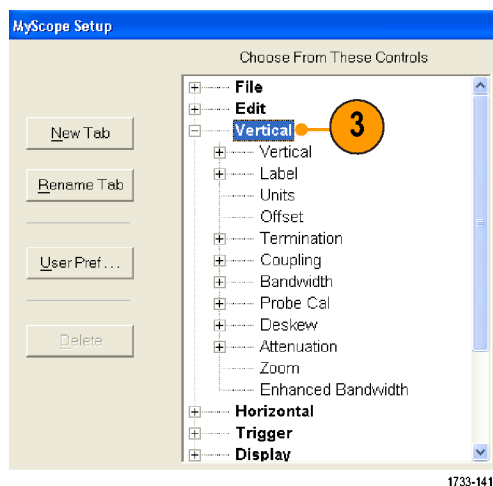 MyScope Setup
Choose From These Controls
New Tab
Rename Tab
User Pref . . .
Delete
File
Edit
Vertical
3
Vertical
Label
Units
Offset
Termination
Coupling
Bandwidth
Probe Cal
Deskew
Attenuation
Zoom
Enhanced Bandwidth
Horizontal
Trigger
Display
1733-141